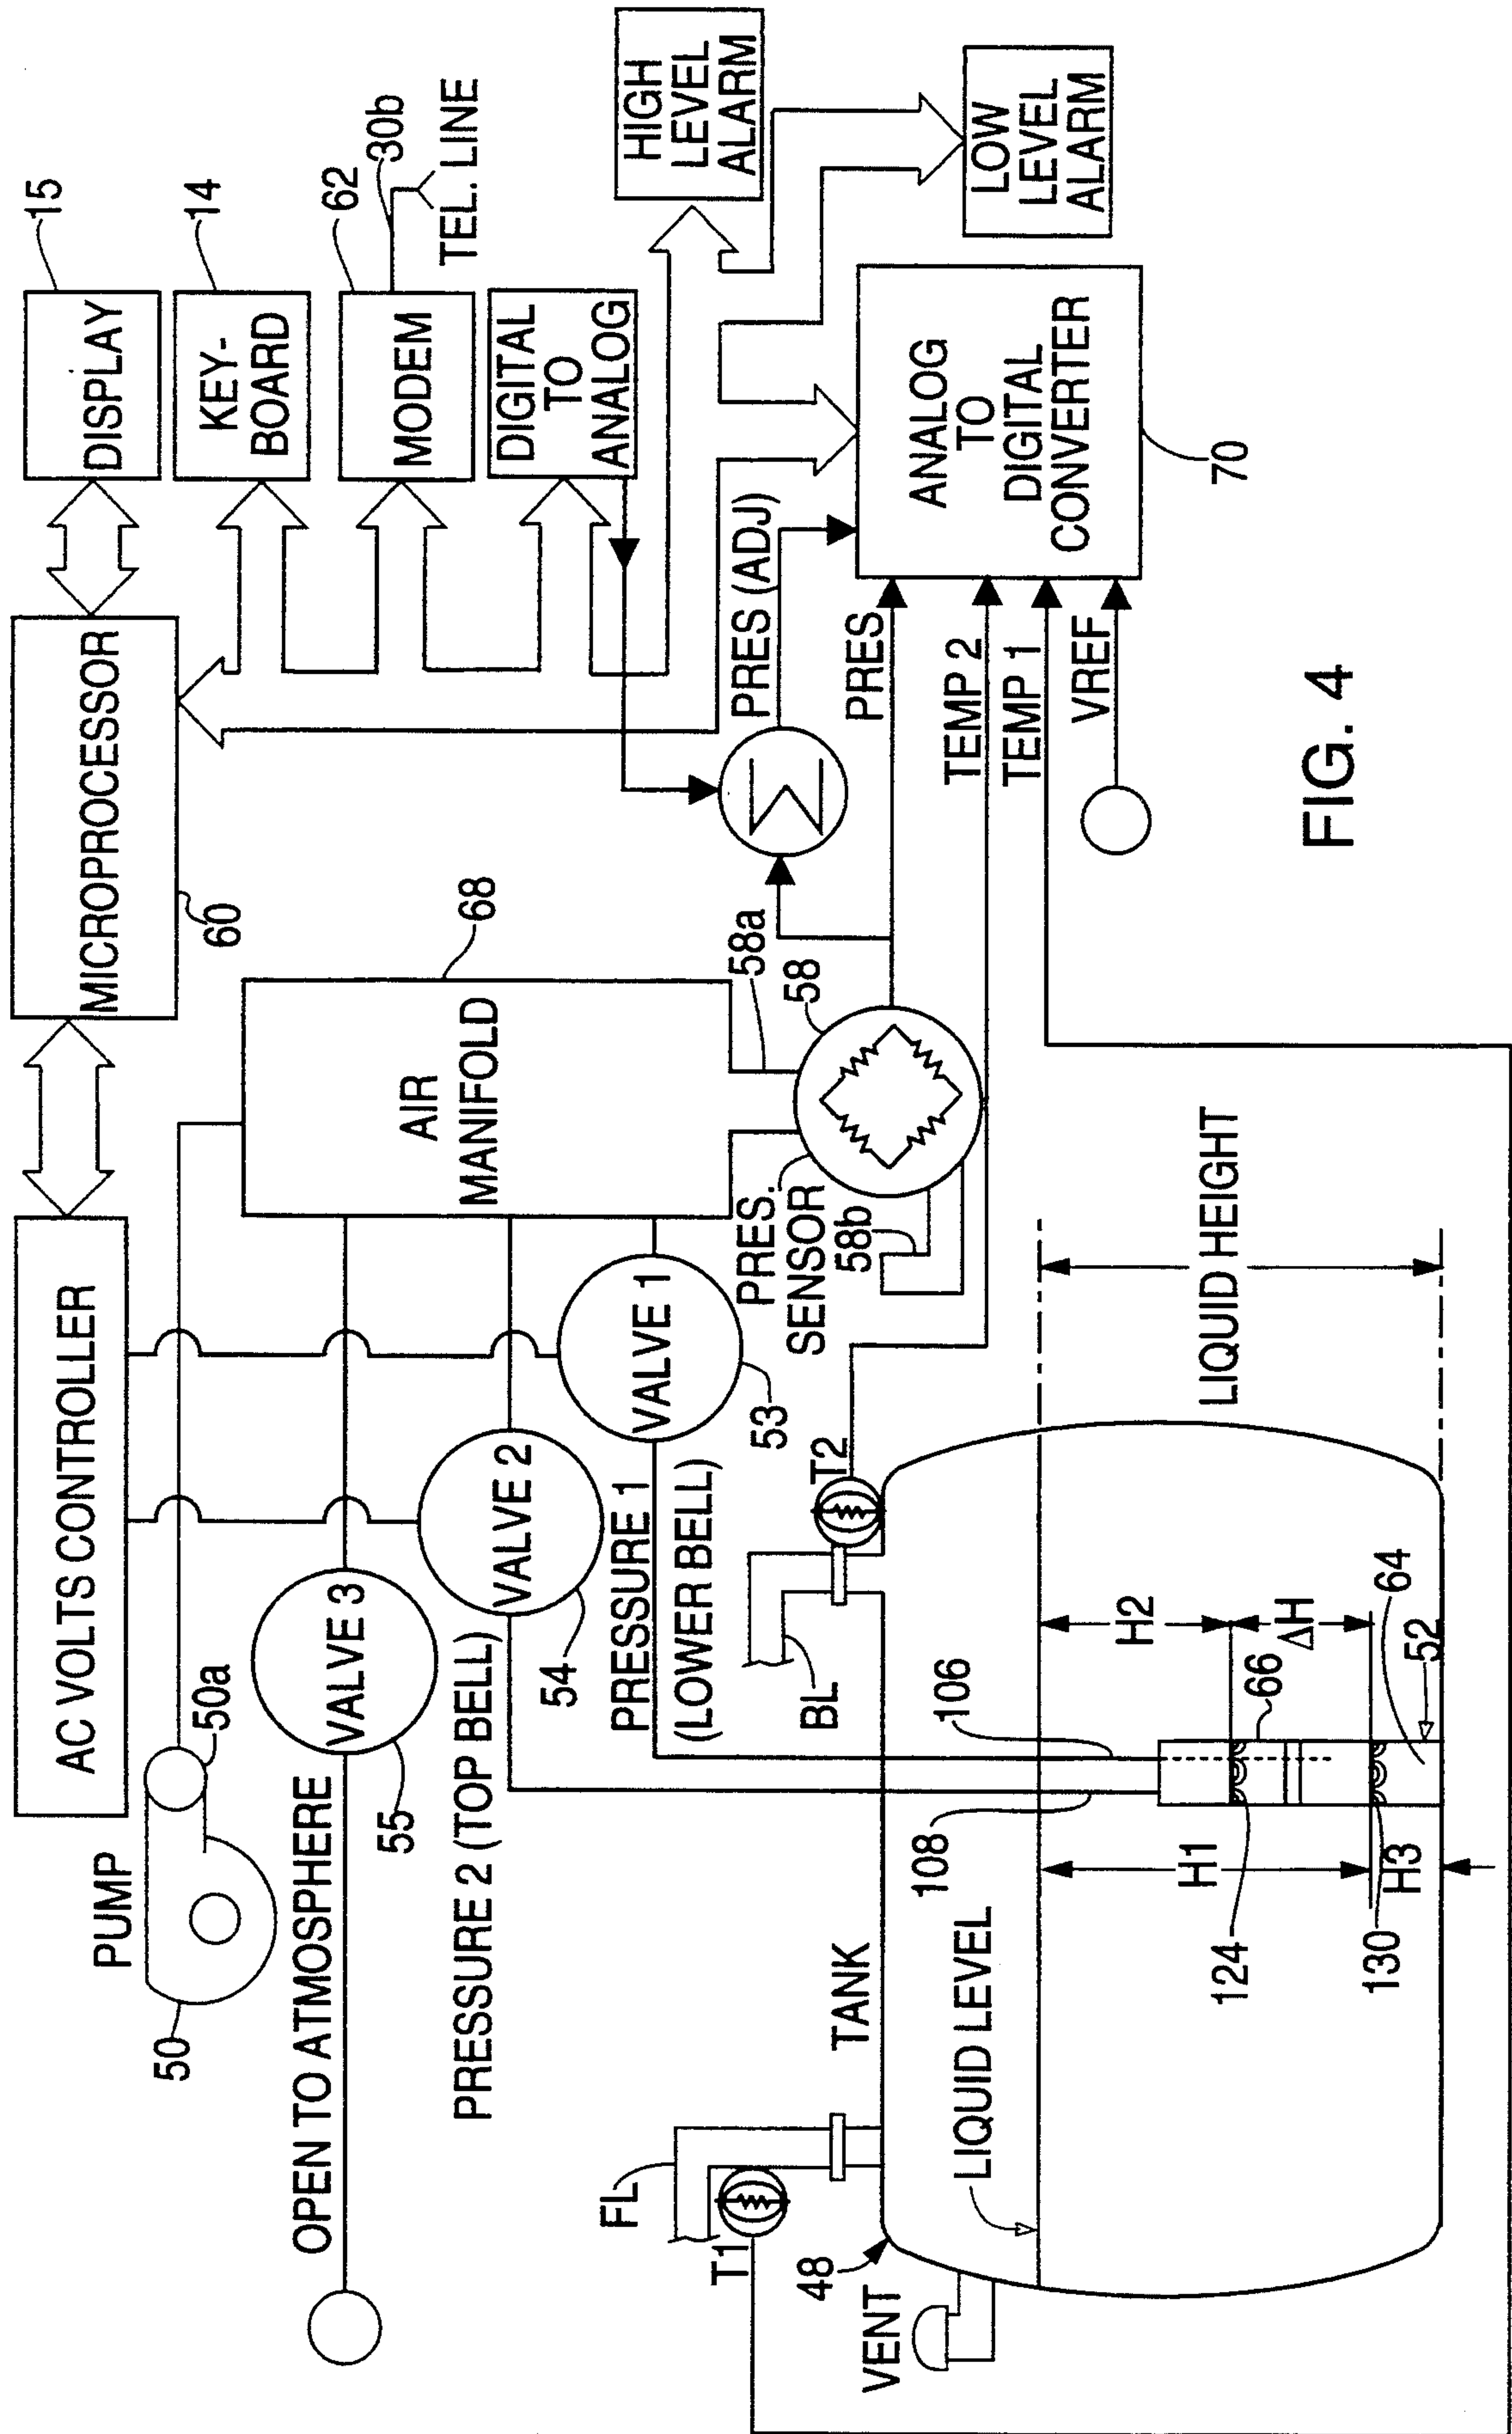 AC VOLTS CONTROLLER
MICROPROCESSOR
60
DISPLAY
15
KEY-
BOARD
14
MODEM
62
30b
TEL. LINE
DIGITAL
TO
ANALOG
HIGH
LEVEL
ALARM
LOW
LEVEL
ALARM
PUMP
50
50a
AIR
MANIFOLD
68
OPEN TO ATMOSPHERE
VALVE 3
55
VALVE 2
54
VALVE 1
53
PRESSURE 2 (TOP BELL)
PRESSURE 1
(LOWER BELL)
PRES.
SENSOR
58a
58
58b
Σ
PRES (ADJ)
PRES
TEMP 2
TEMP 1
VREF
ANALOG
TO
DIGITAL
CONVERTER
70
FL
T1
48
VENT
TANK
LIQUID LEVEL
BL
T2
106
108
H2
ΔH
66
64
52
H1
H3
124
130
LIQUID HEIGHT
FIG. 4